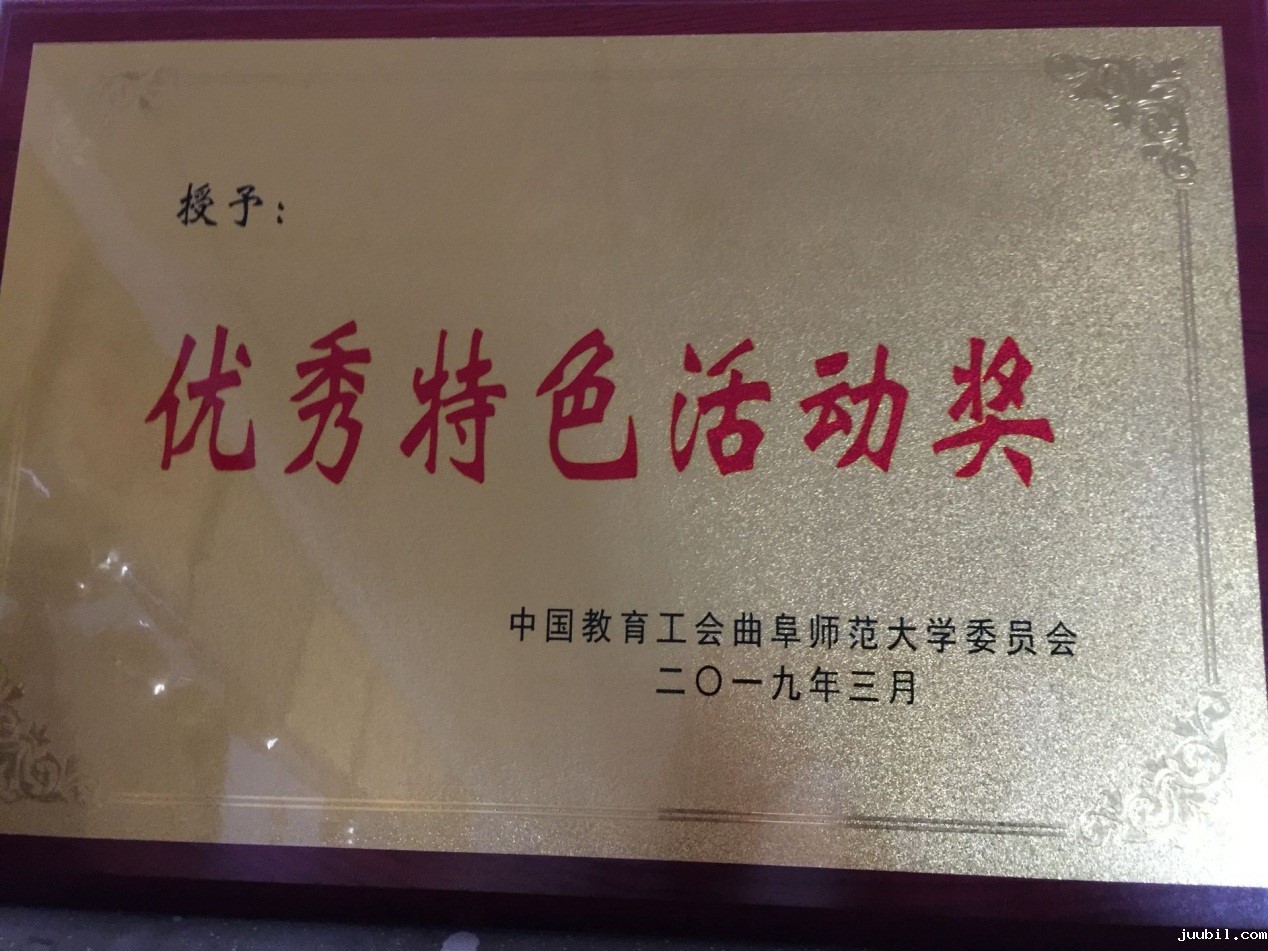 授予：
优秀特色活动奖
中国教育工会曲阜师范大学委员会
二〇一九年三月
juubil.com